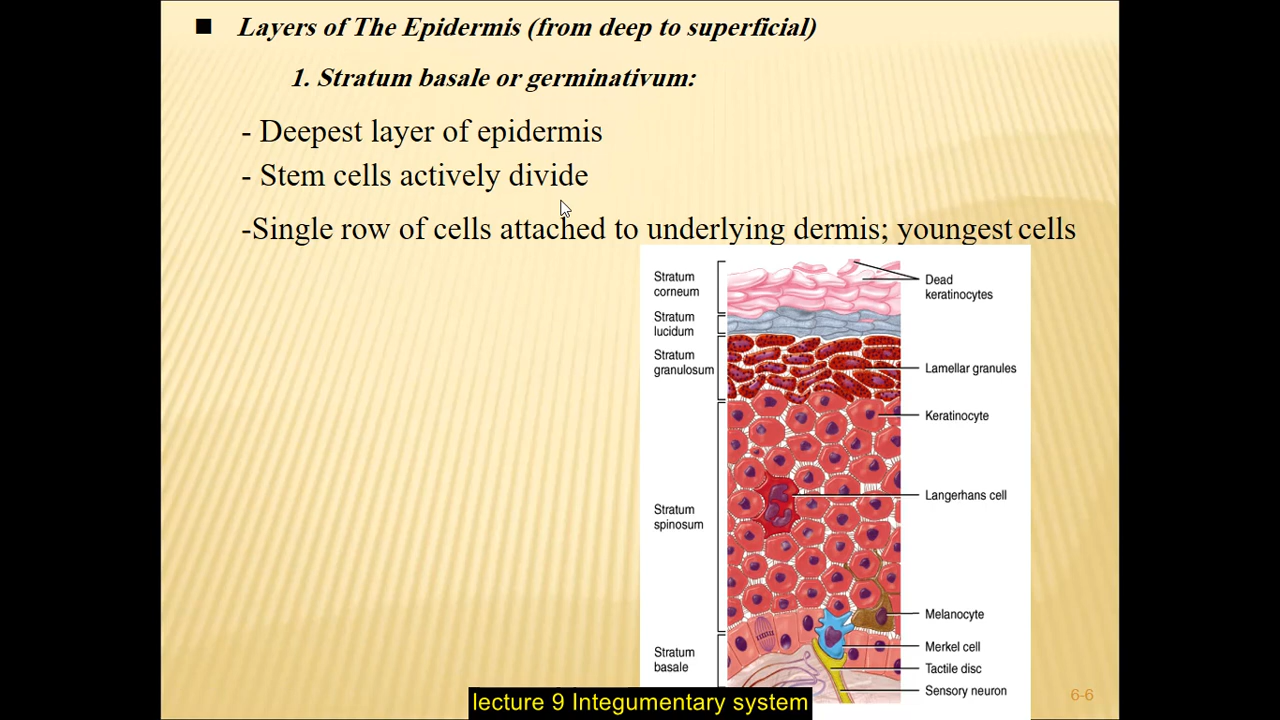 ■ Layers of The Epidermis (from deep to superficial)
1. Stratum basale or germinativum:
- Deepest layer of epidermis
- Stem cells actively divide
-Single row of cells attached to underlying dermis; youngest cells
Stratum
corneum
Stratum
lucidum
Stratum
granulosum
Stratum
spinosum
Stratum
basale
Dead
keratinocytes
Lamellar granules
Keratinocyte
Langerhans cell
Melanocyte
Merkel cell
Tactile disc
Sensory neuron
6-6
lecture 9 Integumentary system